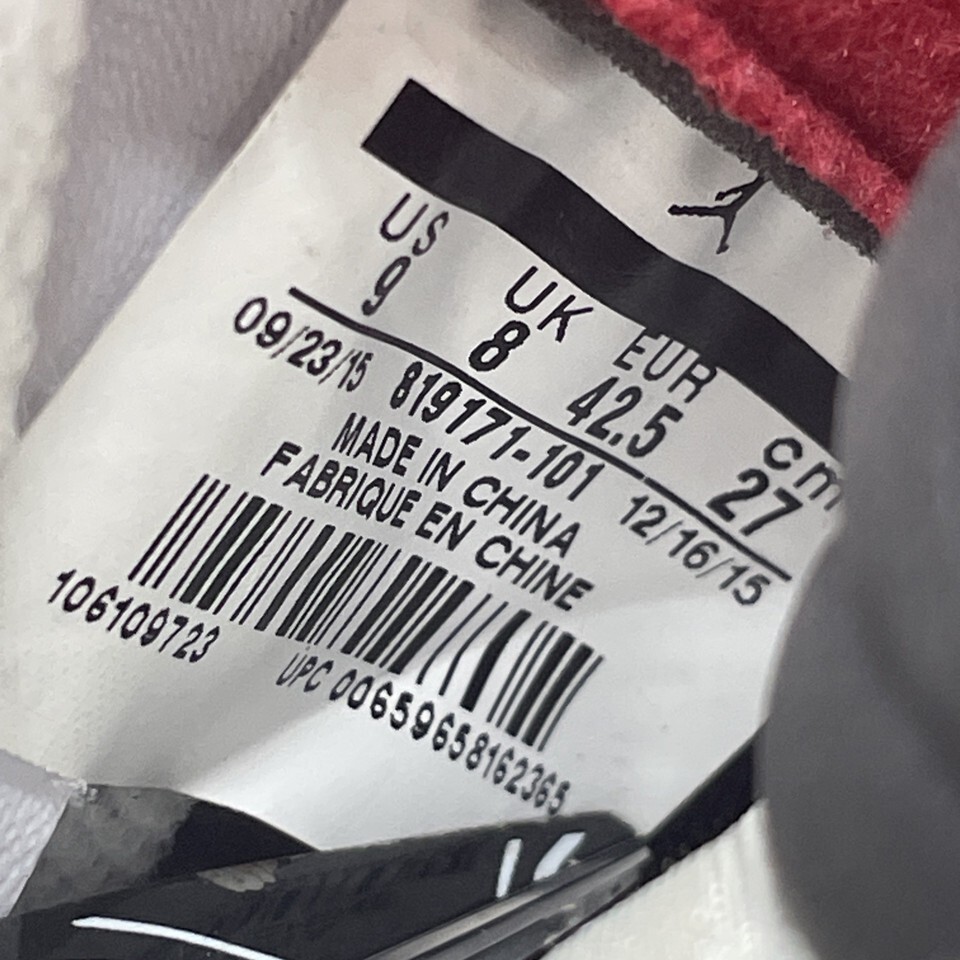 US UK EUR cm
9 8 42.5 27
09/23/15 819171-101 12/16/15
MADE IN CHINA
FABRIQUE EN CHINE
106109723 UPC 00659658162365